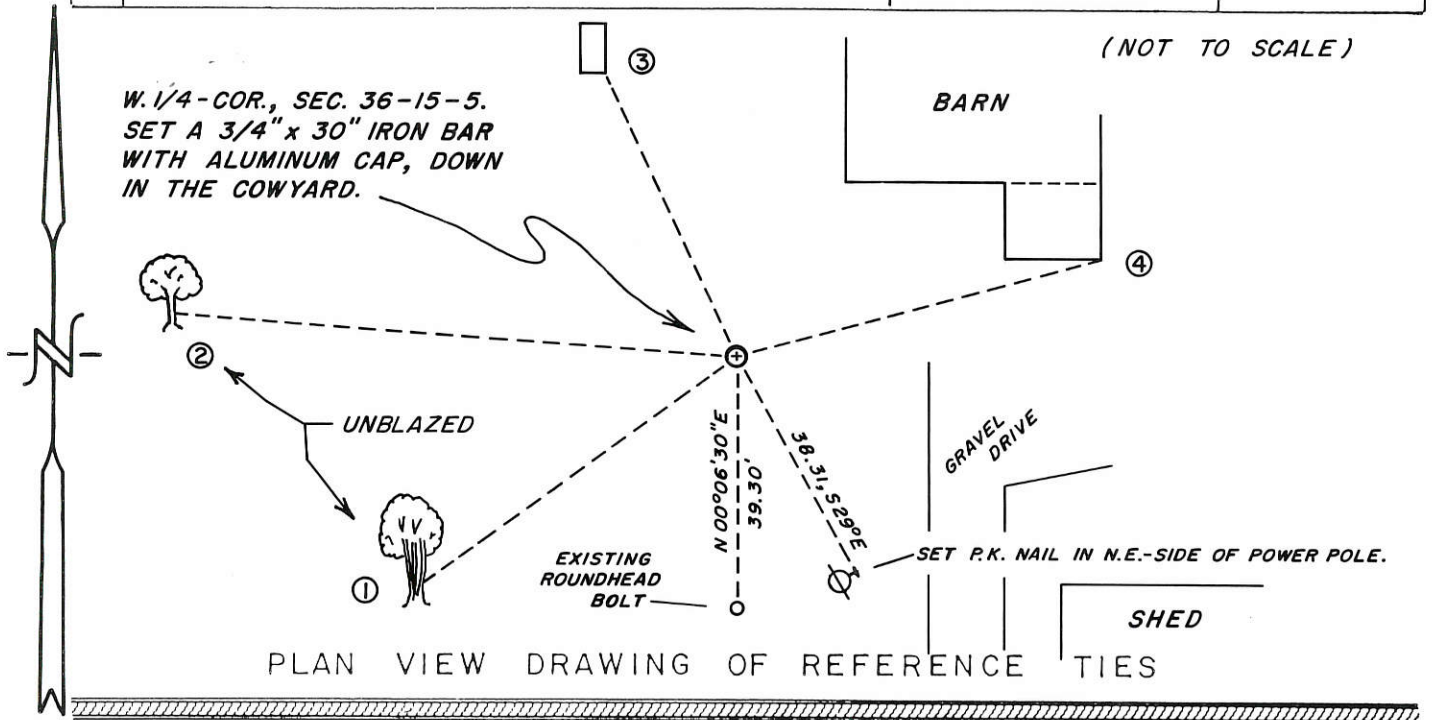 (NOT TO SCALE)
③
W. 1/4-COR., SEC. 36-15-5.
SET A 3/4" x 30" IRON BAR
WITH ALUMINUM CAP, DOWN
IN THE COWYARD.
BARN
④
N
②
UNBLAZED
N 00°06'30"E
39.30'
38.31, S29°E
GRAVEL
DRIVE
①
EXISTING
ROUNDHEAD
BOLT
SET P.K. NAIL IN N.E.-SIDE OF POWER POLE.
SHED
PLAN VIEW DRAWING OF REFERENCE TIES